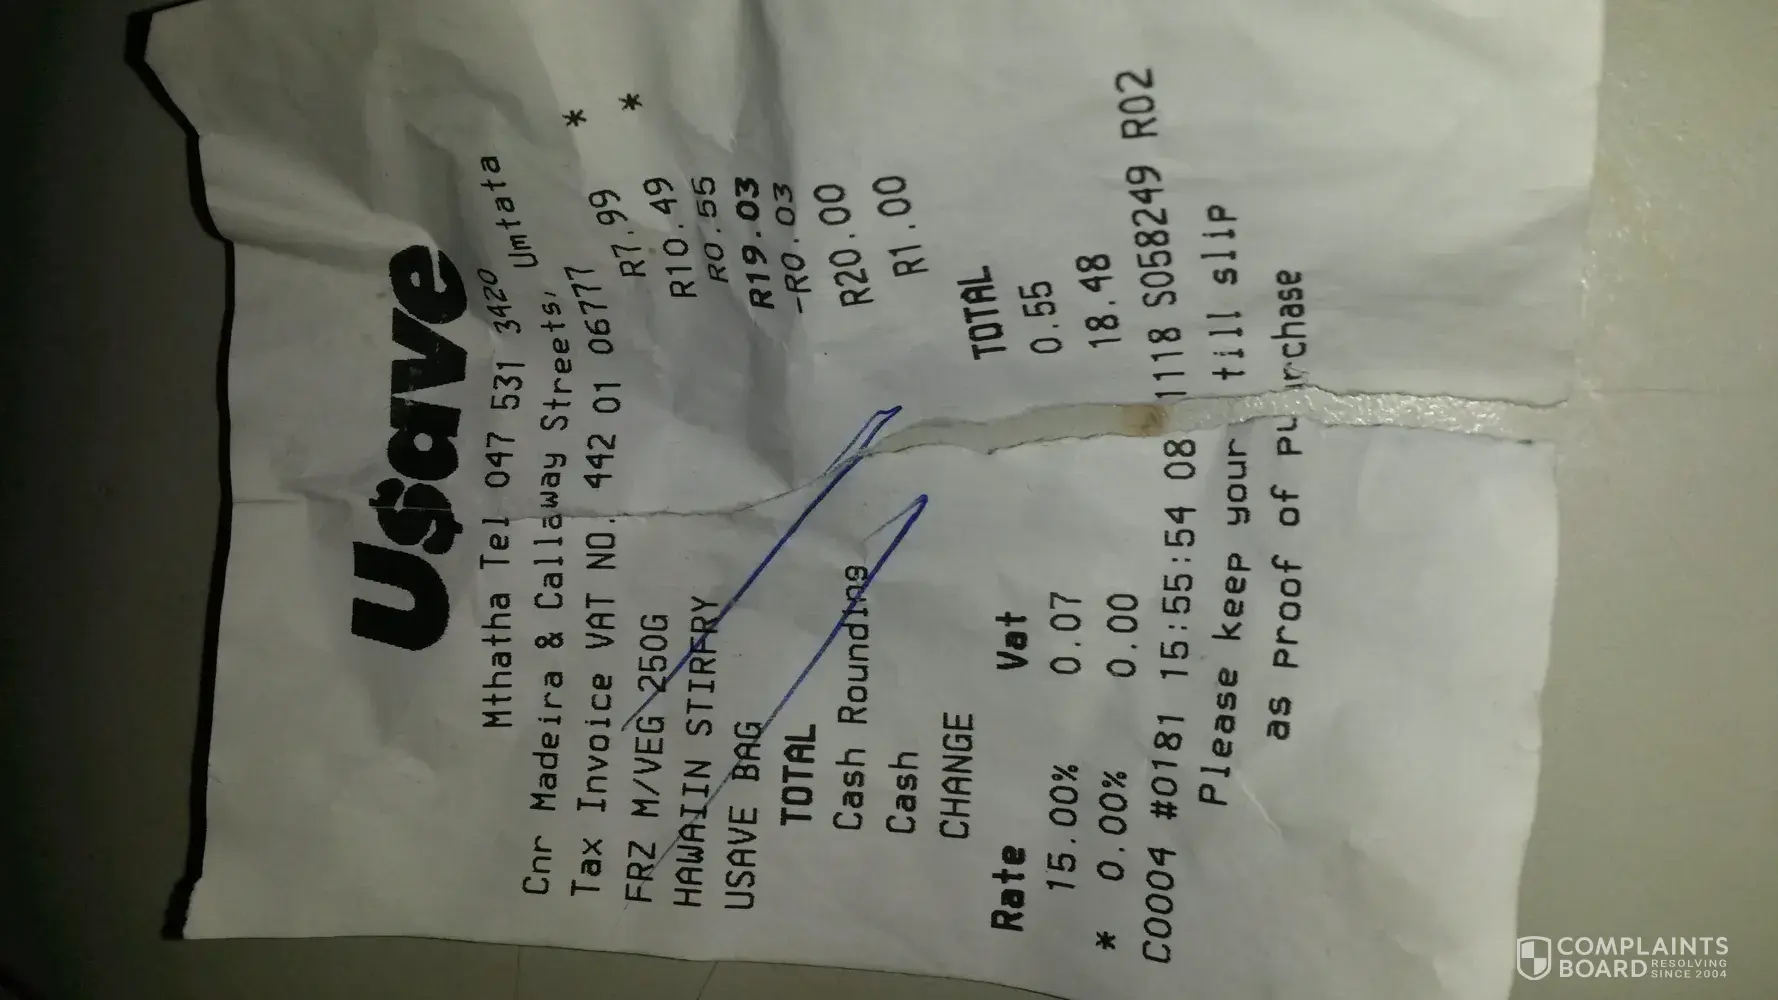 Usave
Mthatha Tel 047 531 3420
Cnr Madeira & Callaway Streets, Umtata
Tax Invoice VAT NO. 442 01 06777
FRZ M/VEG 250G R7.99 *
HAWAIIN STIRFRY R10.49 *
USAVE BAG R0.55
TOTAL R19.03
Cash Rounding -R0.03
Cash R20.00
CHANGE R1.00
Rate Vat TOTAL
15.00% 0.07 0.55
* 0.00% 0.00 18.48
C0004 #0181 15:55:54 08 1118 S058249 R02
Please keep your till slip
as proof of purchase
COMPLAINTS
BOARD RESOLVING SINCE 2004